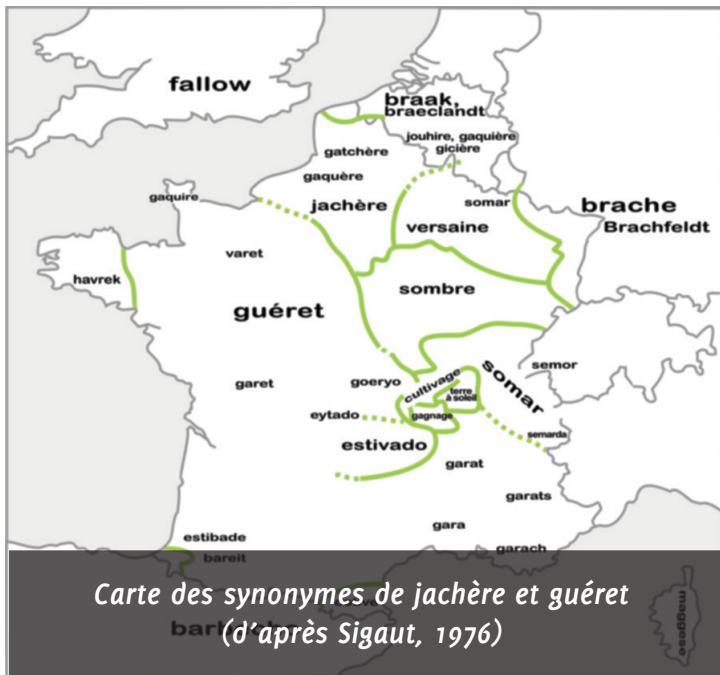 fallow
braak,
braeclandt
jouhire, gaquière
gicière
gatchère
gaquère
gaquire
jachère
somar
brache
versaine
Brachfeldt
varet
havrek
sombre
guéret
semor
somar
goeryo
cultivage
terre
à soleil
garet
eytado
gagnage
semarda
estivado
garat
garats
gara
estibade
garach
bareit
Carte des synonymes de jachère et guéret
(d'après Sigaut, 1976)
maggese